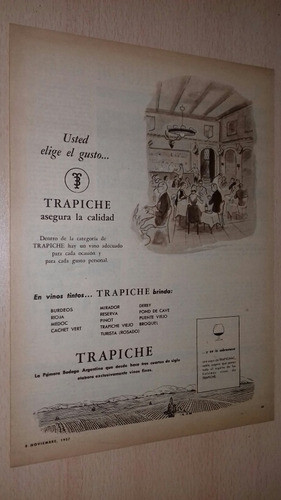 Usted
elige el gusto...
TRAPICHE
asegura la calidad
Dentro de la categoría de
TRAPICHE hay un vino adecuado
para cada ocasión y
para cada gusto personal.
En vinos tintos... TRAPICHE brinda:
BURDEOS
RIOJA
MEDOC
CACHET VERT
MIRADOR
RESERVA
PINOT
TRAPICHE VIEJO
TURISTA (ROSADO)
DERBY
FOND DE CAVE
PUENTE VIEJO
BROQUEL
TRAPICHE
La Pionera Bodega Argentina que desde hace tres cuartos de siglo
elabora exclusivamente vinos finos.
TRAPICHE.